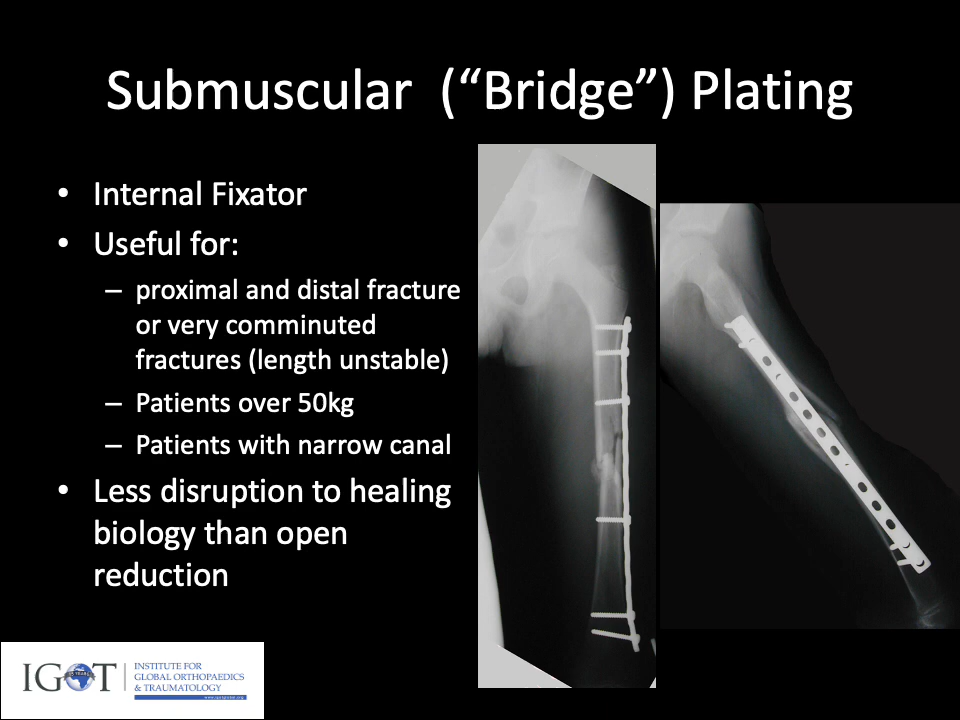 Submuscular (“Bridge”) Plating
• Internal Fixator
• Useful for:
– proximal and distal fracture
or very comminuted
fractures (length unstable)
– Patients over 50kg
– Patients with narrow canal
• Less disruption to healing
biology than open
reduction
IGOT
INSTITUTE FOR
GLOBAL ORTHOPAEDICS
& TRAUMATOLOGY